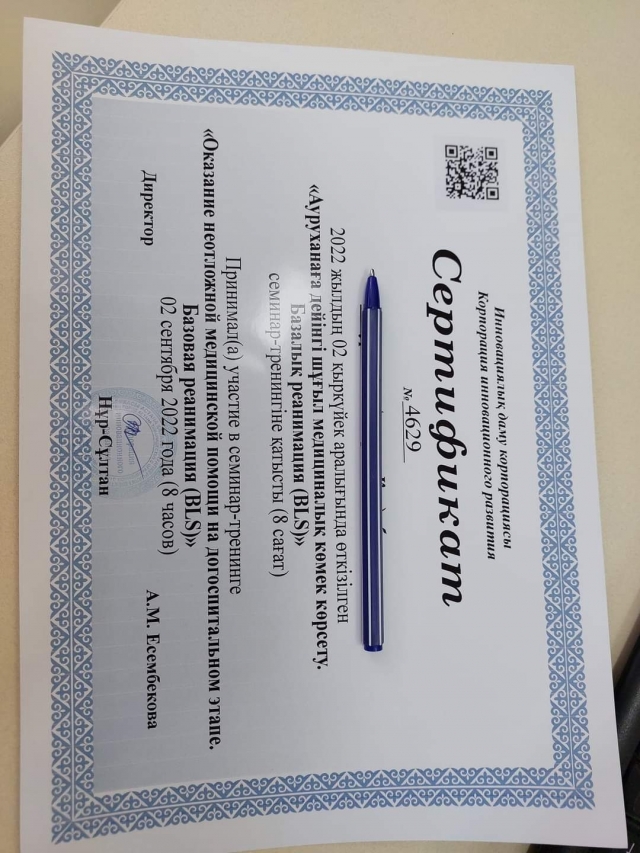 Инновациялық даму корпорациясы
Корпорация инновационного развития
Сертификат
№ 4629
2022 жылдың 02 қыркүйек аралығында өткізілген
«Ауруханаға дейінгі шұғыл медициналық көмек көрсету.
Базалық реанимация (BLS)»
семинар-тренингіне қатысты (8 сағат)
Принимал(а) участие в семинар-тренинге
«Оказание неотложной медицинской помощи на догоспитальном этапе.
Базовая реанимация (BLS)»
02 сентября 2022 года (8 часов)
Директор
А.М. Есембекова
Нұр-Сұлтан